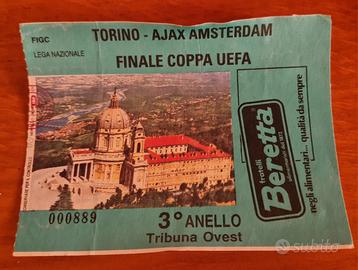 FIGC
LEGA NAZIONALE
TORINO - AJAX AMSTERDAM
FINALE COPPA UEFA
fratelli
Beretta
negli alimentari... qualità da sempre
000889
3° ANELLO
Tribuna Ovest
subito